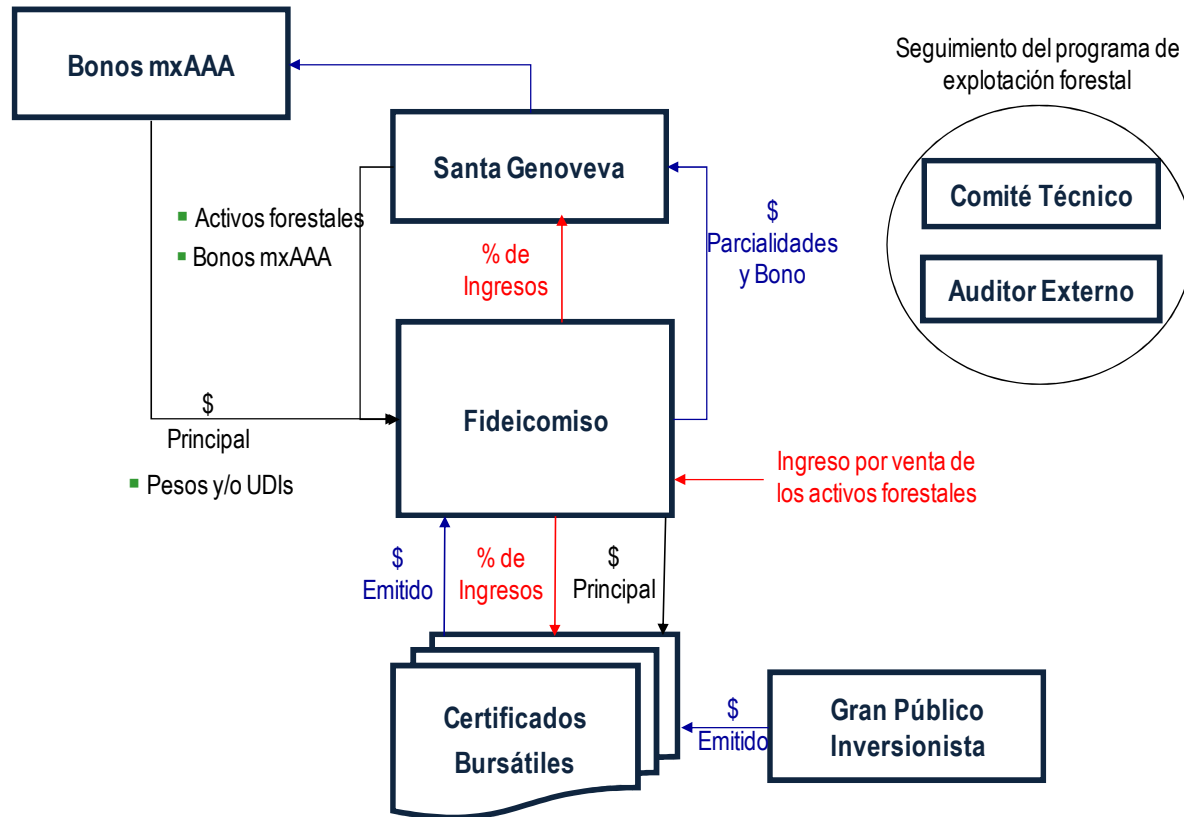 Bonos mxAAA
Seguimiento del programa de
explotación forestal
Santa Genoveva
Comité Técnico
Auditor Externo
▪ Activos forestales
▪ Bonos mxAAA
$
Parcialidades
y Bono
% de
Ingresos
Fideicomiso
$
Principal
▪ Pesos y/o UDIs
Ingreso por venta de
los activos forestales
$
Emitido
% de
Ingresos
$
Principal
Certificados
Bursátiles
$
Emitido
Gran Público
Inversionista